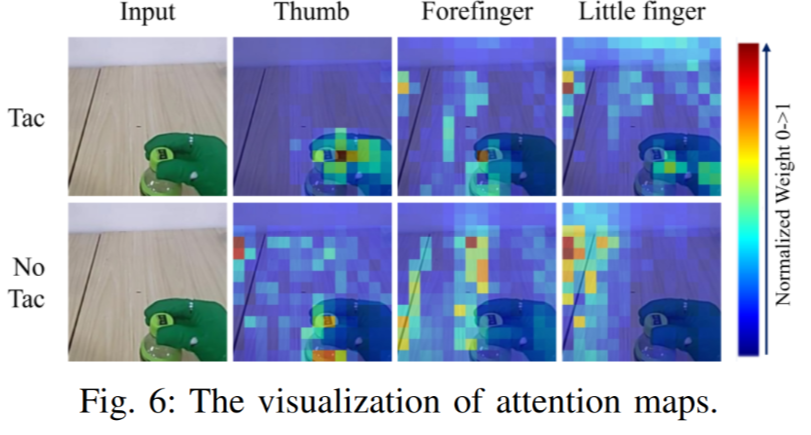 Input Thumb Forefinger Little finger
Tac
No
Tac
Normalized Weight 0->1
Fig. 6: The visualization of attention maps.